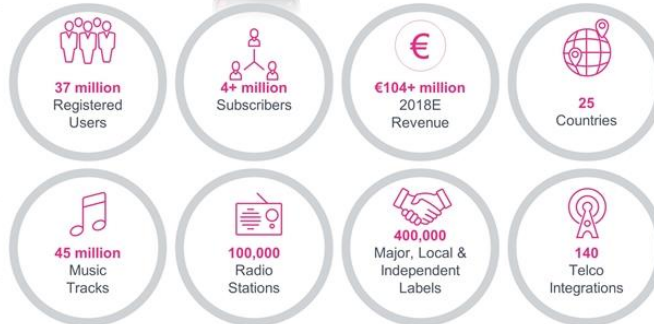 37 million
Registered
Users
4+ million
Subscribers
€
€104+ million
2018E
Revenue
25
Countries
45 million
Music
Tracks
100,000
Radio
Stations
400,000
Major, Local &
Independent
Labels
140
Telco
Integrations